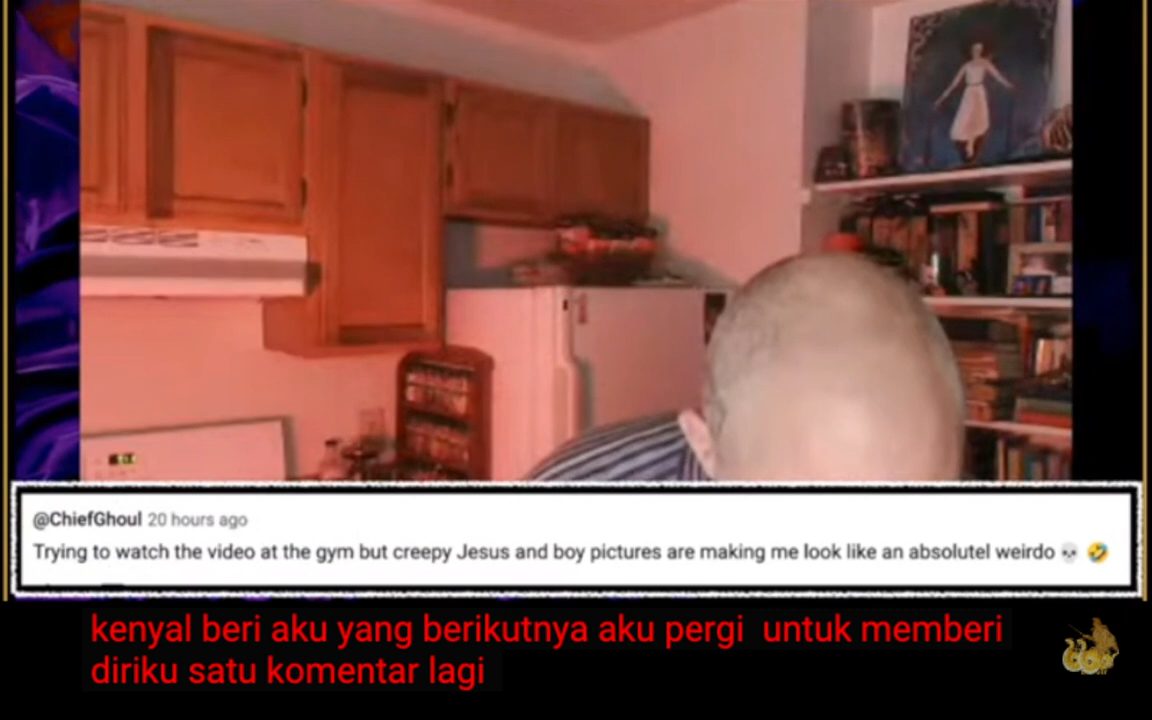 @ChiefGhoul 20 hours ago
Trying to watch the video at the gym but creepy Jesus and boy pictures are making me look like an absolutel weirdo 💀 🤣
kenyal beri aku yang berikutnya aku pergi untuk memberi
diriku satu komentar lagi